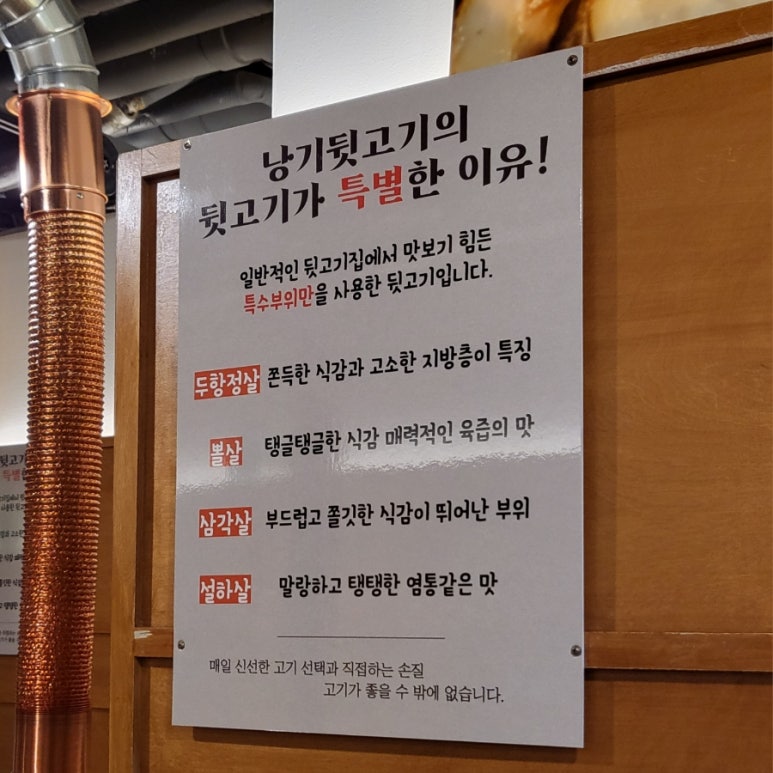 낭기뒷고기의
뒷고기가 특별한 이유!
일반적인 뒷고기집에서 맛보기 힘든
특수부위만을 사용한 뒷고기입니다.
두항정살 쫀득한 식감과 고소한 지방층이 특징
뽈살 탱글탱글한 식감 매력적인 육즙의 맛
삼각살 부드럽고 쫄깃한 식감이 뛰어난 부위
설하살 말랑하고 탱탱한 염통같은 맛
매일 신선한 고기 선택과 직접하는 손질
고기가 좋을 수 밖에 없습니다.